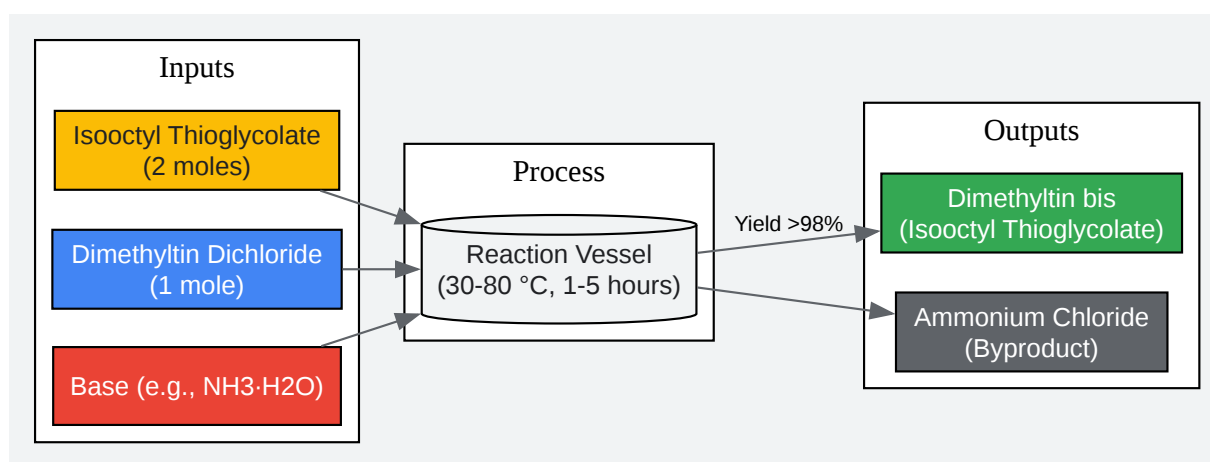 Inputs
Isooctyl Thioglycolate
(2 moles)
Dimethyltin Dichloride
(1 mole)
Base (e.g., NH3·H2O)
Process
Reaction Vessel
(30-80 °C, 1-5 hours)
Yield >98%
Outputs
Dimethyltin bis
(Isooctyl Thioglycolate)
Ammonium Chloride
(Byproduct)